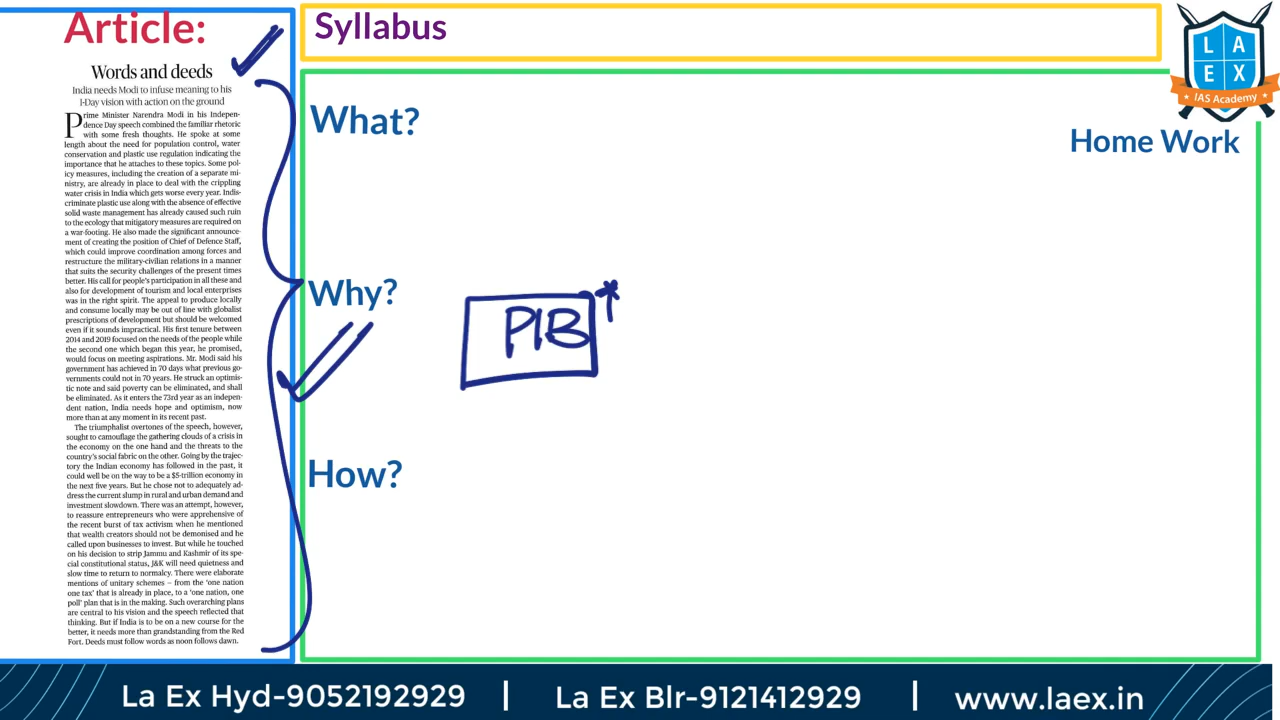 Article:
Words and deeds
India needs Modi to infuse meaning to his
I-Day vision with action on the ground
Prime Minister Narendra Modi in his Indepen-
dence Day speech combined the familiar rhetoric
with some fresh thoughts. He spoke at some
length about the need for population control, water
conservation and plastic use regulation indicating the
importance that he attaches to these topics. Some pol-
icy measures, including the creation of a separate mi-
nistry, are already in place to deal with the crippling
water crisis in India which gets worse every year. Indis-
criminate plastic use along with the absence of effective
solid waste management has already caused such ruin
to the ecology that mitigatory measures are required on
a war-footing. He also made the significant announce-
ment of creating the position of Chief of Defence Staff,
which could improve coordination among forces and
restructure the military-civilian relations in a manner
that suits the security challenges of the present times
better. His call for people's participation in all these and
also for development of tourism and local enterprises
was in the right spirit. The appeal to produce locally
and consume locally may be out of line with globalist
prescriptions of development but should be welcomed
even if it sounds impractical. His first tenure between
2014 and 2019 focused on the needs of the people while
the second one which began this year, he promised,
would focus on meeting aspirations. Mr. Modi said his
government has achieved in 70 days what previous go-
vernments could not in 70 years. He struck an optimis-
tic note and said poverty can be eliminated, and shall
be eliminated. As it enters the 73rd year as an indepen-
dent nation, India needs hope and optimism, now
more than at any moment in its recent past.
The triumphalist overtones of the speech, however,
sought to camouflage the gathering clouds of a crisis in
the economy on the one hand and the threats to the
country's social fabric on the other. Going by the trajec-
tory the Indian economy has followed in the past, it
could well be on the way to be a $5-trillion economy in
the next five years. But he chose not to adequately ad-
dress the current slump in rural and urban demand and
investment slowdown. There was an attempt, however,
to reassure entrepreneurs who were apprehensive of
the recent burst of tax activism when he mentioned
that wealth creators should not be demonised and he
called upon businesses to invest. But while he touched
on his decision to strip Jammu and Kashmir of its spe-
cial constitutional status, J&K will need quietness and
slow time to return to normalcy. There were elaborate
mentions of unitary schemes – from the 'one nation
one tax' that is already in place, to a 'one nation, one
poll' plan that is in the making. Such overarching plans
are central to his vision and the speech reflected that
thinking. But if India is to be on a new course for the
better, it needs more than grandstanding from the Red
Fort. Deeds must follow words as noon follows dawn.
Syllabus
What?
Home Work
Why?
PIB
How?
L A
E X
IAS Academy
La Ex Hyd-9052192929 | La Ex Blr-9121412929 | www.laex.in